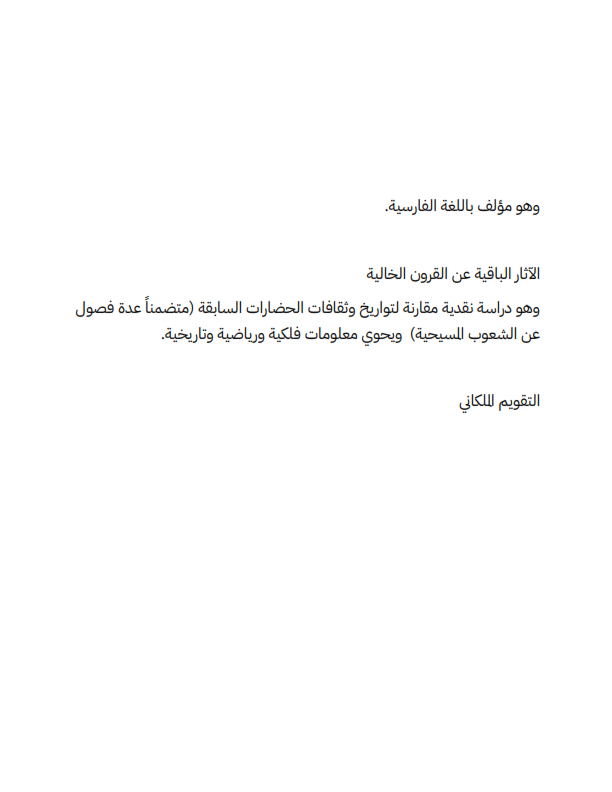 وهو مؤلف باللغة الفارسية.
الآثار الباقية عن القرون الخالية
وهو دراسة نقدية مقارنة لتواريخ وثقافات الحضارات السابقة (متضمناً عدة فصول
عن الشعوب المسيحية) ويحوي معلومات فلكية ورياضية وتاريخية.
التقويم الملكاني